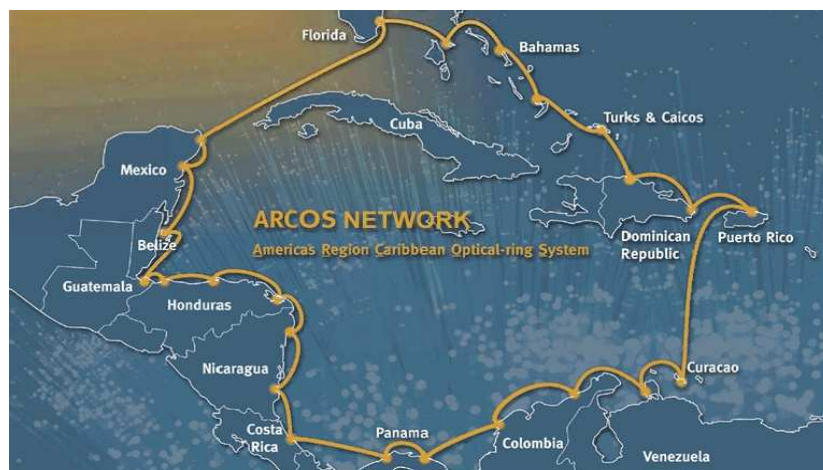 Florida
Bahamas
Turks & Caicos
Cuba
Mexico
ARCOS NETWORK
Americas Region Caribbean Optical-ring System
Belize
Dominican
Republic
Puerto Rico
Guatemala
Honduras
Nicaragua
Curacao
Costa
Rica
Panama
Colombia
Venezuela